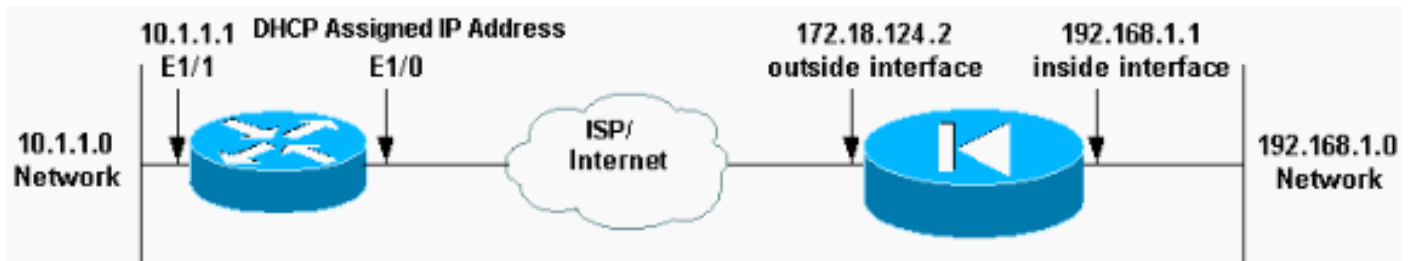 10.1.1.1
E1/1
DHCP Assigned IP Address
E1/0
172.18.124.2
outside interface
192.168.1.1
inside interface
10.1.1.0
Network
ISP/
Internet
192.168.1.0
Network